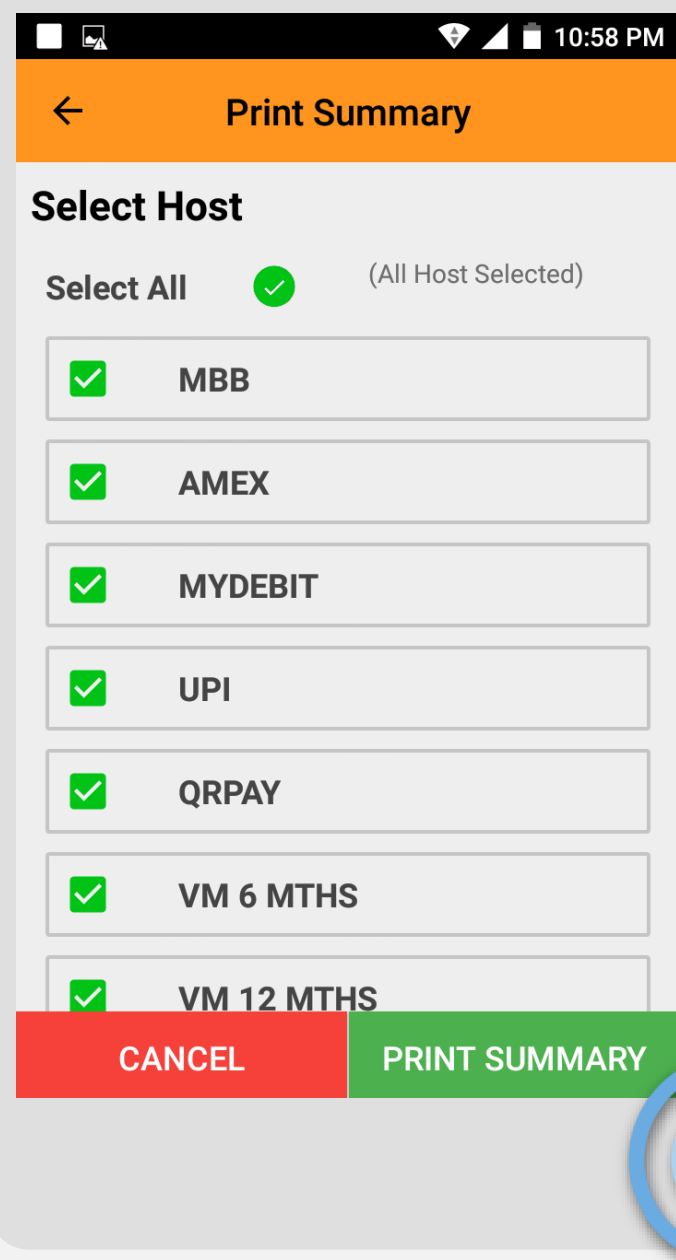 10:58 PM
Print Summary
Select Host
Select All
(All Host Selected)
MBB
AMEX
MYDEBIT
UPI
QRPAY
VM 6 MTHS
VM 12 MTHS
CANCEL
PRINT SUMMARY